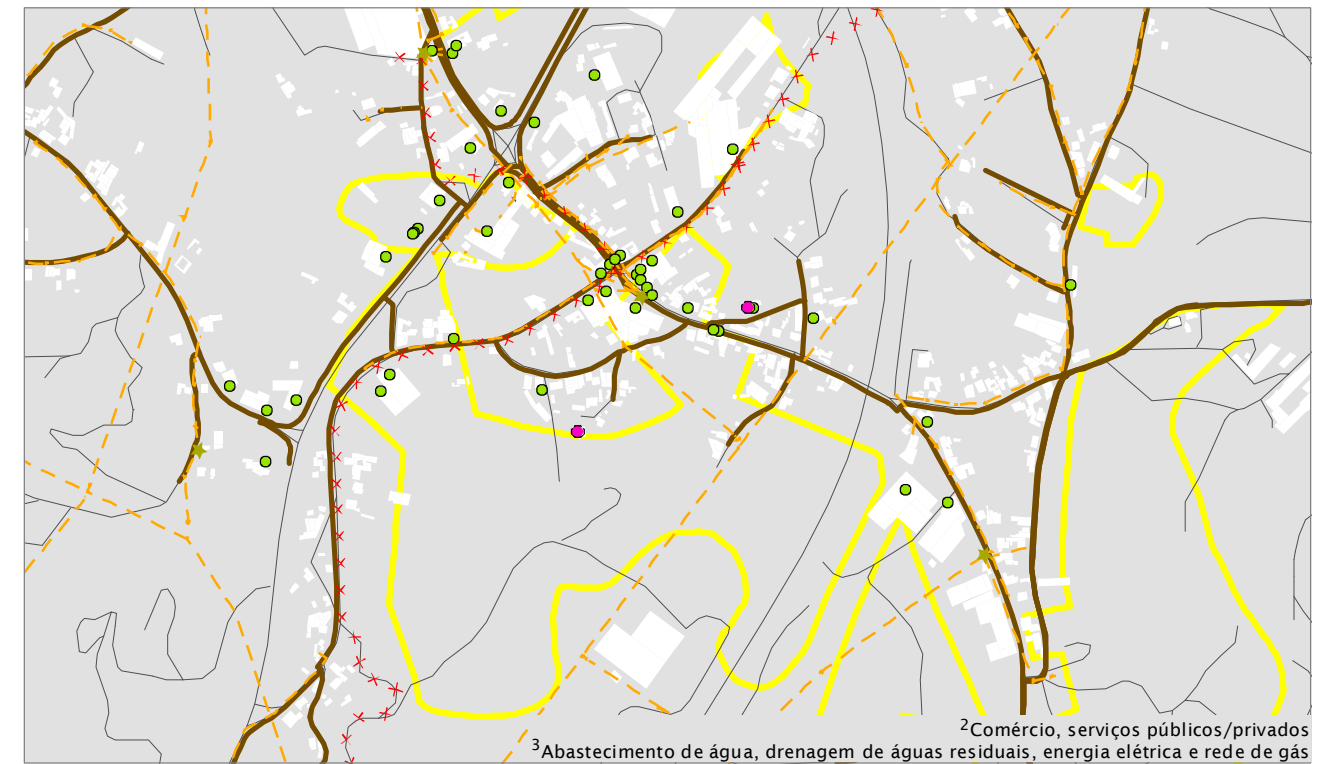 ²Comércio, serviços públicos/privados
³Abastecimento de água, drenagem de águas residuais, energia elétrica e rede de gás